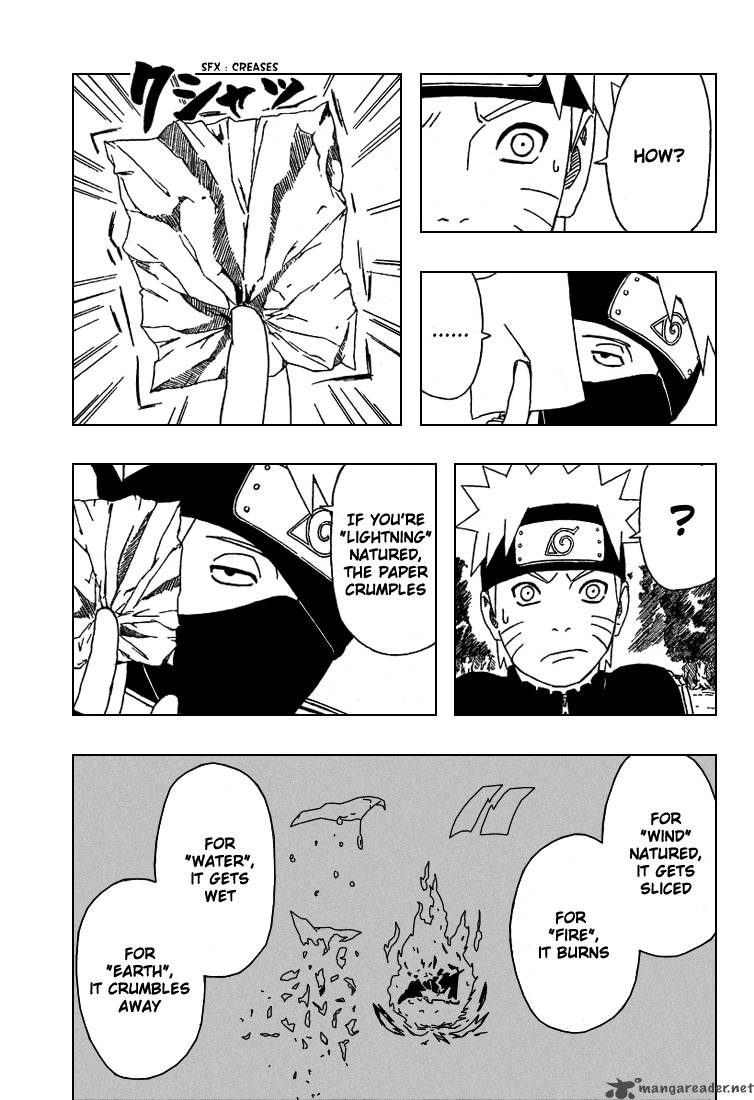 HOW?
.......
SFX : CREASES
クシャッ
?
IF YOU'RE
"LIGHTNING"
NATURED,
THE PAPER
CRUMPLES
FOR
"WIND"
NATURED,
IT GETS
SLICED
FOR
"FIRE",
IT BURNS
FOR
"WATER",
IT GETS
WET
FOR
"EARTH",
IT CRUMBLES
AWAY
mangareader.net